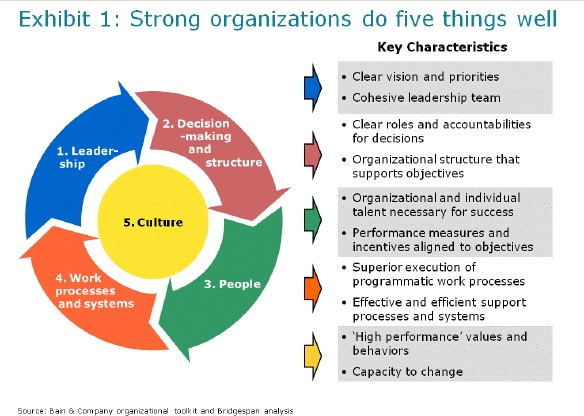 Exhibit 1: Strong organizations do five things well
Key Characteristics
1. Leader-
ship
2. Decision
-making
and
structure
3. People
4. Work
processes
and systems
5. Culture
• Clear vision and priorities
• Cohesive leadership team
• Clear roles and accountabilities
for decisions
• Organizational structure that
supports objectives
• Organizational and individual
talent necessary for success
• Performance measures and
incentives aligned to objectives
• Superior execution of
programmatic work processes
• Effective and efficient support
processes and systems
• ‘High performance’ values and
behaviors
• Capacity to change
Source: Bain & Company organizational toolkit and Bridgespan analysis